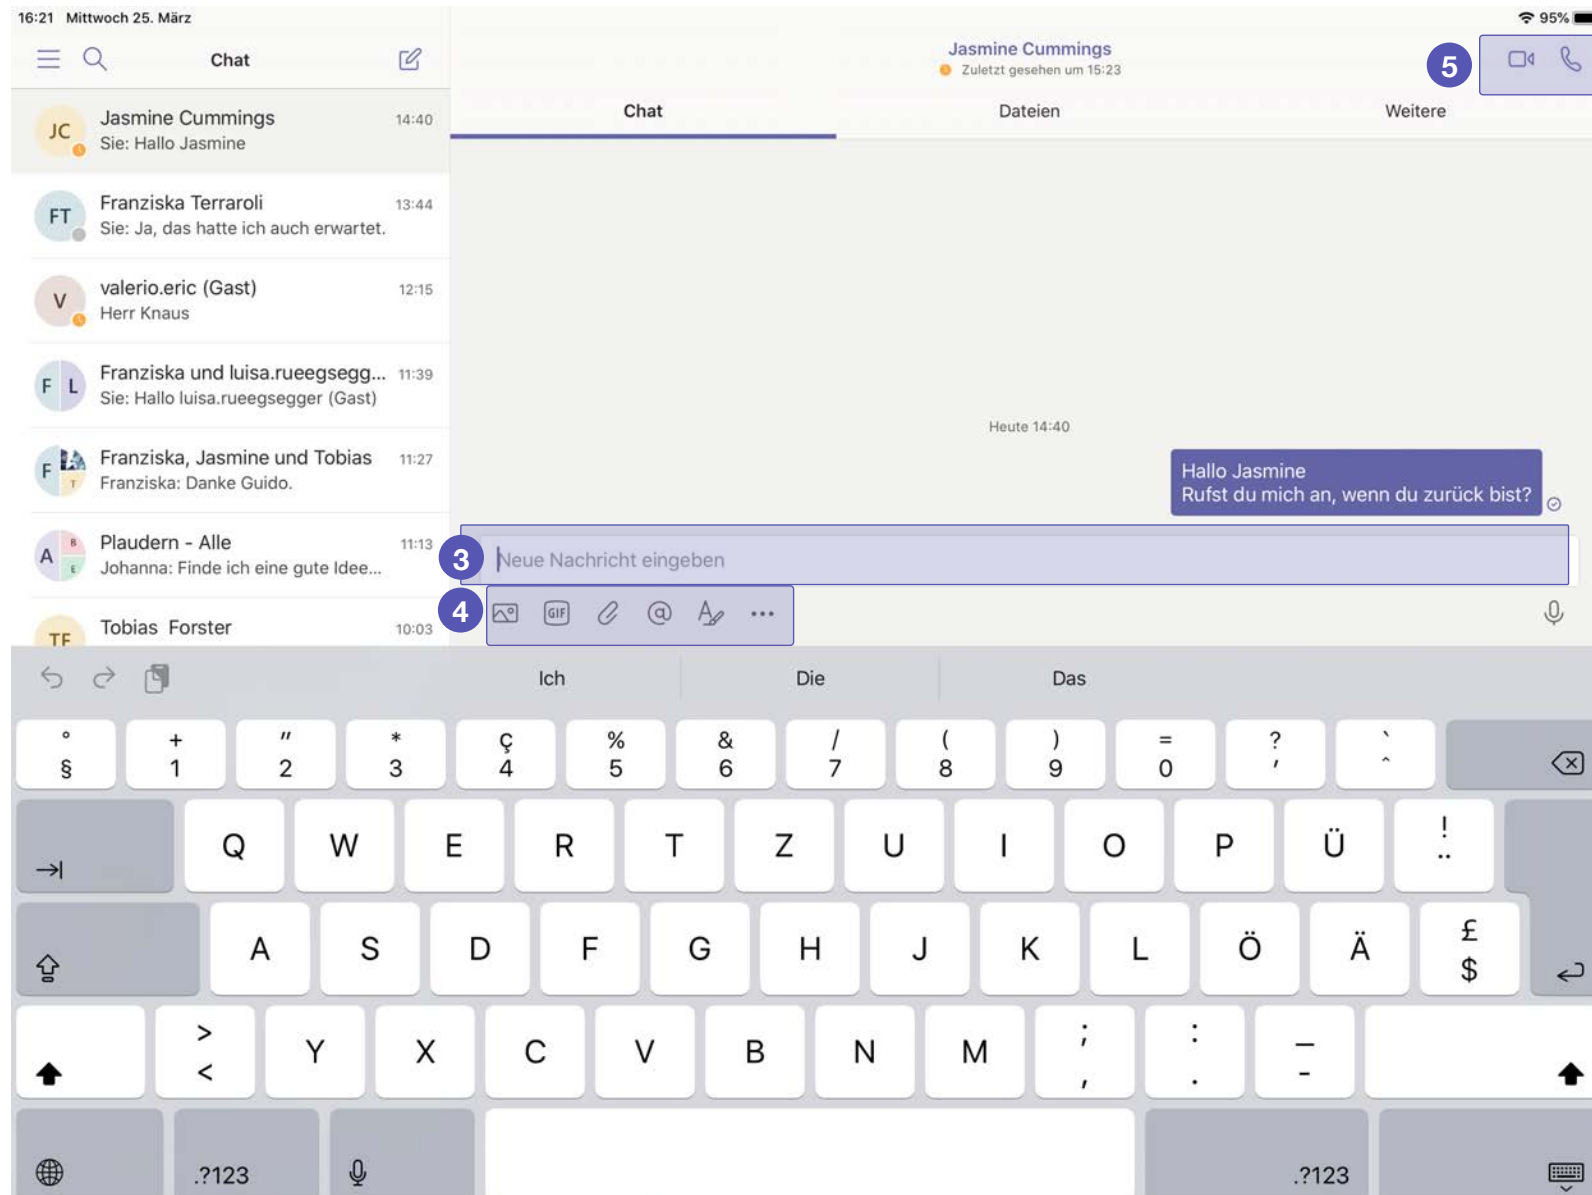 16:21 Mittwoch 25. März
95%
Chat
Jasmine Cummings
Zuletzt gesehen um 15:23
5
Chat
Dateien
Weitere
JC
Jasmine Cummings
14:40
Sie: Hallo Jasmine
FT
Franziska Terraroli
13:44
Sie: Ja, das hatte ich auch erwartet.
V
valerio.eric (Gast)
12:15
Herr Knaus
F L
Franziska und luisa.rueegsegg...
11:39
Sie: Hallo luisa.rueegsegger (Gast)
F T
Franziska, Jasmine und Tobias
11:27
Franziska: Danke Guido.
A B E
Plaudern - Alle
11:13
Johanna: Finde ich eine gute Idee...
TF
Tobias Forster
10:03
Heute 14:40
Hallo Jasmine
Rufst du mich an, wenn du zurück bist?
3
Neue Nachricht eingeben
4
GIF @ A ...
Ich Die Das
° + " * ç % & / ( ) = ? `
§ 1 2 3 4 5 6 7 8 9 0 ' ^
Q W E R T Z U I O P Ü ! ¨
A S D F G H J K L Ö Ä £ $
> < Y X C V B N M ; , : . _ -
.?123
.?123